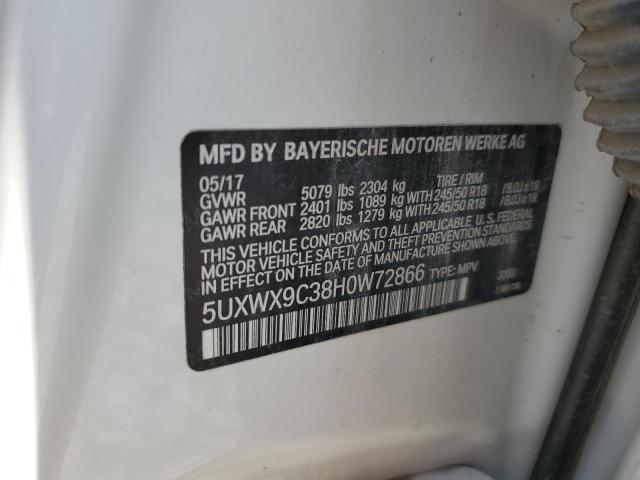 MFD BY BAYERISCHE MOTOREN WERKE AG
05/17 TIRE / RIM
GVWR 5079 lbs 2304 kg
GAWR FRONT 2401 lbs 1089 kg WITH 245/50 R18 /8.0J x 18
GAWR REAR 2820 lbs 1279 kg WITH 245/50 R18 /8.0J x 18
THIS VEHICLE CONFORMS TO ALL APPLICABLE U.S. FEDERAL
MOTOR VEHICLE SAFETY AND THEFT PREVENTION STANDARDS
IN EFFECT ON THE DATE OF MANUFACTURE SHOWN ABOVE.
5UXWX9C38H0W72866 TYPE: MPV